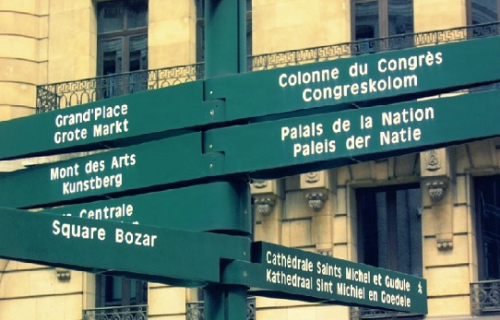 Grand'Place
Grote Markt
Colonne du Congrès
Congreskolom
Mont des Arts
Kunstberg
Palais de la Nation
Paleis der Natie
Centrale
Square Bozar
Cathédrale Saints Michel et Gudule
Kathedraal Sint Michiel en Goedele